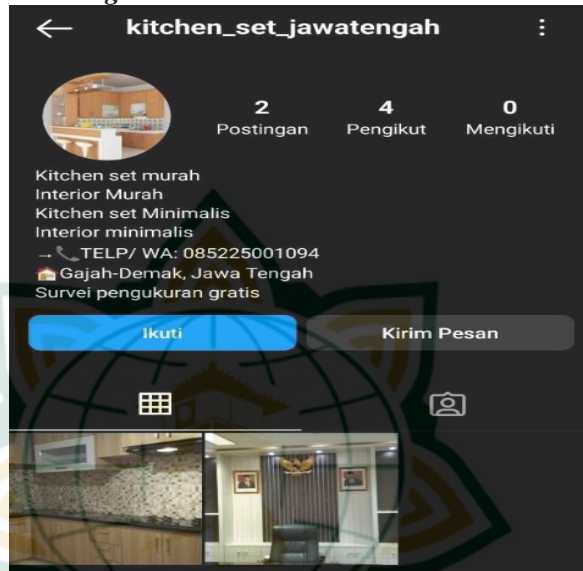 kitchen_set_jawatengah
2 4 0
Postingan Pengikut Mengikuti
Kitchen set murah
Interior Murah
Kitchen set Minimalis
Interior minimalis
→📞TELP/ WA: 085225001094
🏠Gajah-Demak, Jawa Tengah
Survei pengukuran gratis
Ikuti Kirim Pesan